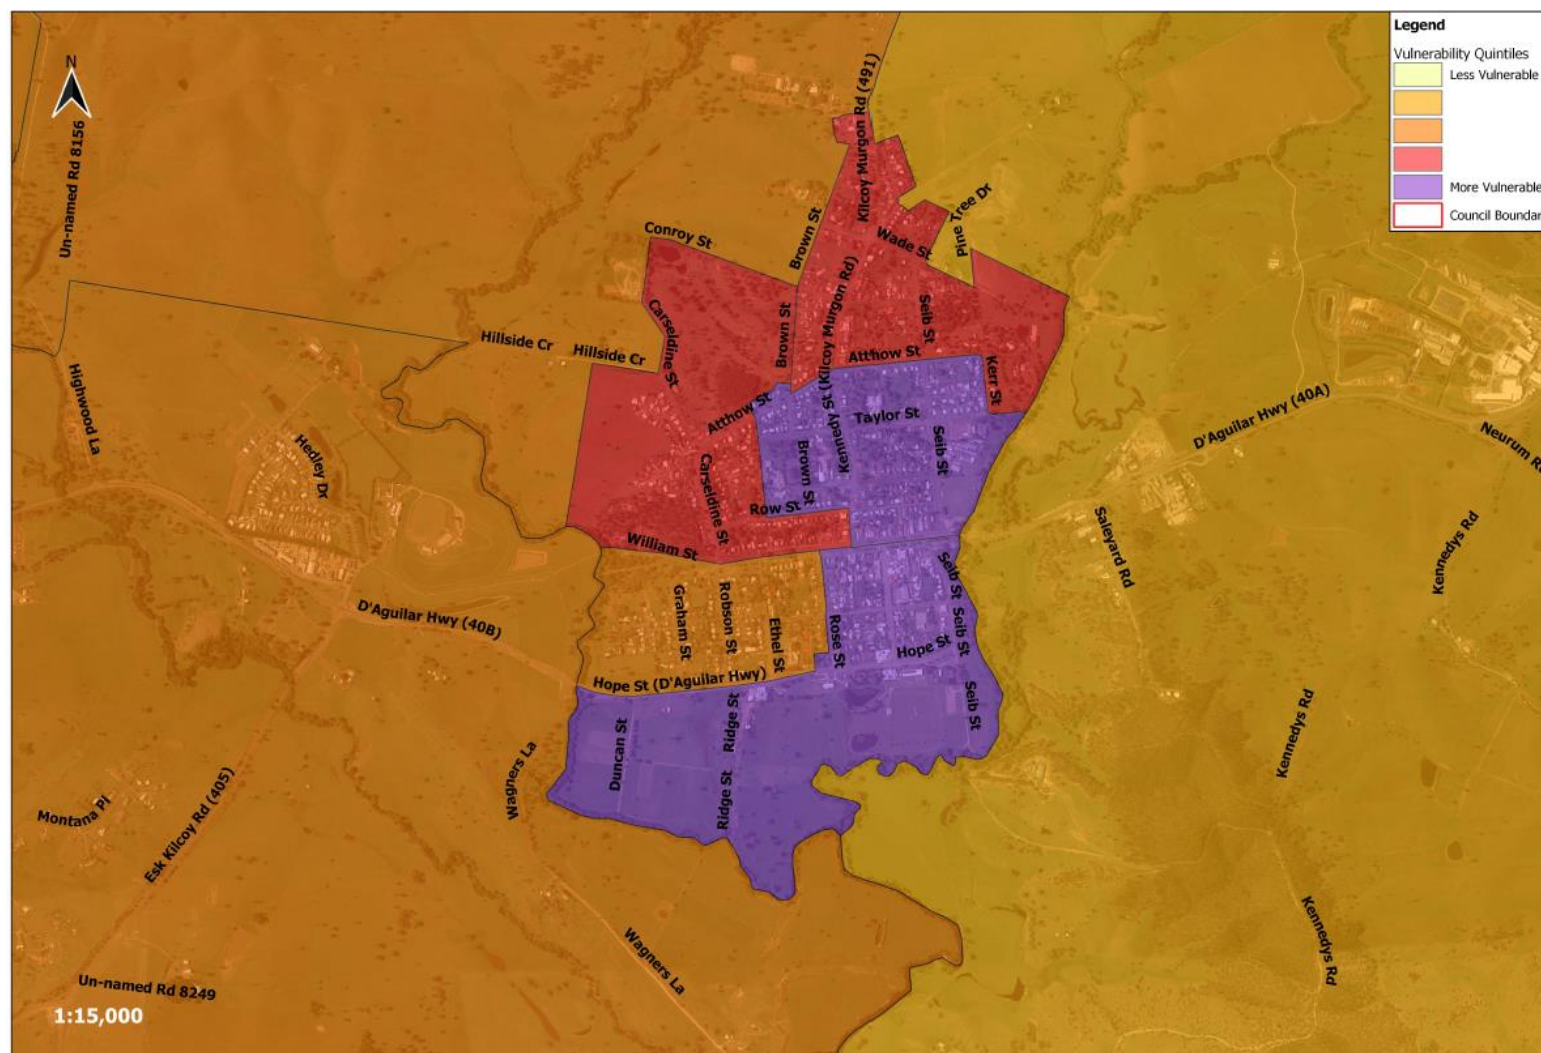 Legend
Vulnerability Quintiles
Less Vulnerable
More Vulnerable
Council Boundar
N
Un-named Rd 8156
Kilcoy Murgon Rd (491)
Pine Tree Dr
Wade St
Brown St
Conroy St
Kennedy St (Kilcoy Murgon Rd)
Seib St
Carseldine St
Brown St
Hillside Cr
Hillside Cr
Atthow St
Kerr St
Highwood La
Atthow St
Taylor St
D'Aguilar Hwy (40A)
Neurum Rd
Hedley Dr
Brown St
Seib St
Carseldine St
Row St
Saleyard Rd
Kennedys Rd
William St
Seib St
Graham St
Robson St
Ethel St
D'Aguilar Hwy (40B)
Rose St
Seib St
Hope St
Hope St (D'Aguilar Hwy)
Seib St
Duncan St
Ridge St
Kennedys Rd
Wagners La
Ridge St
Montana Pl
Esk Kilcoy Rd (405)
Wagners La
Kennedys Rd
Un-named Rd 8249
1:15,000